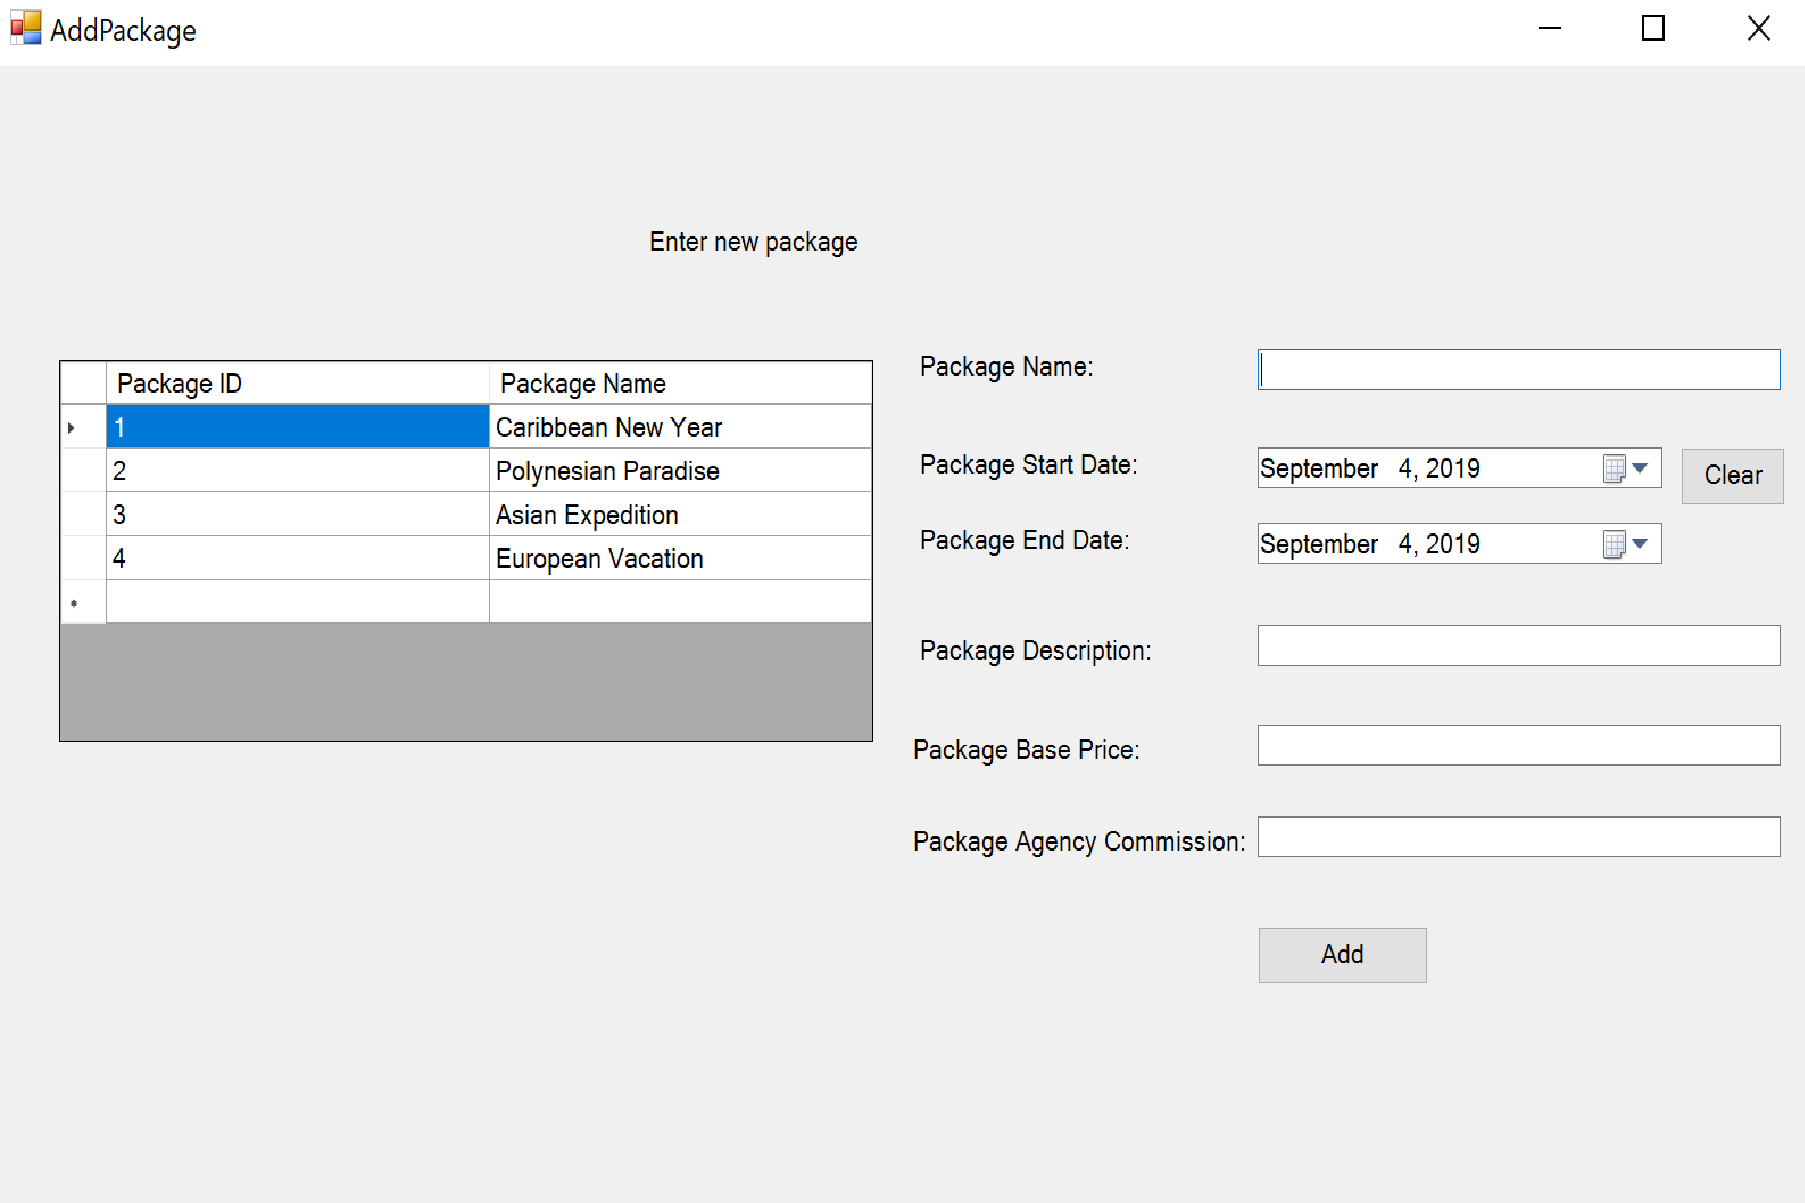 AddPackage
Enter new package
Package ID Package Name
1 Caribbean New Year
2 Polynesian Paradise
3 Asian Expedition
4 European Vacation
Package Name:
Package Start Date: September 4, 2019 Clear
Package End Date: September 4, 2019
Package Description:
Package Base Price:
Package Agency Commission:
Add